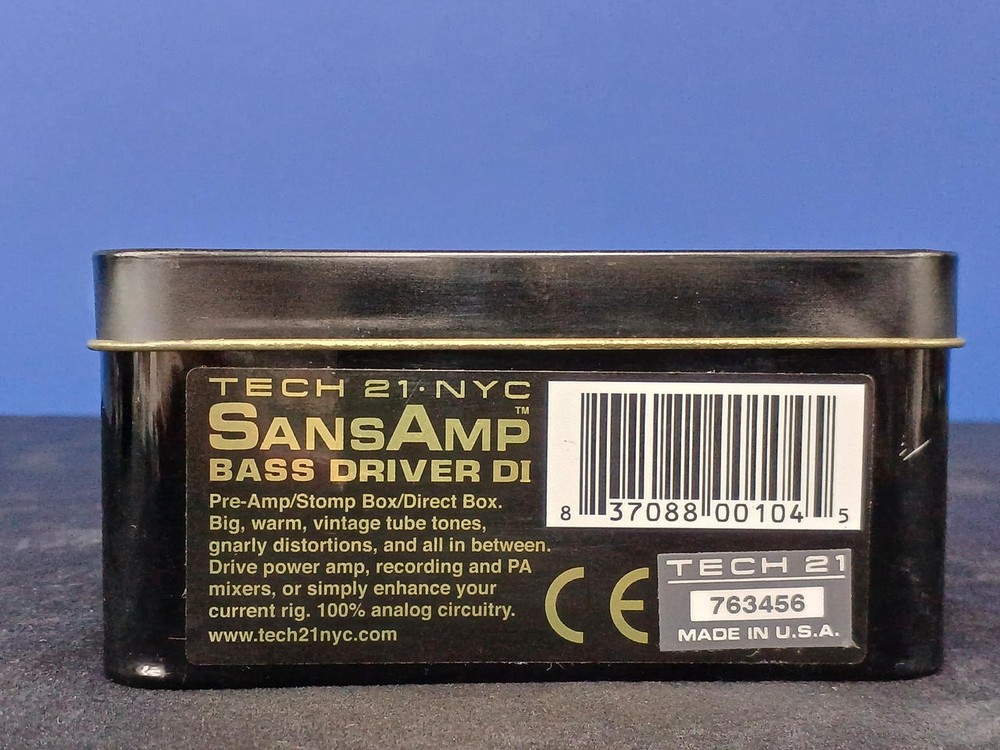 TECH 21·NYC
SANSAMP™
BASS DRIVER DI
Pre-Amp/Stomp Box/Direct Box.
Big, warm, vintage tube tones,
gnarly distortions, and all in between.
Drive power amp, recording and PA
mixers, or simply enhance your
current rig. 100% analog circuitry.
www.tech21nyc.com
8 37088 00104 5
CE
TECH 21
763456
MADE IN U.S.A.